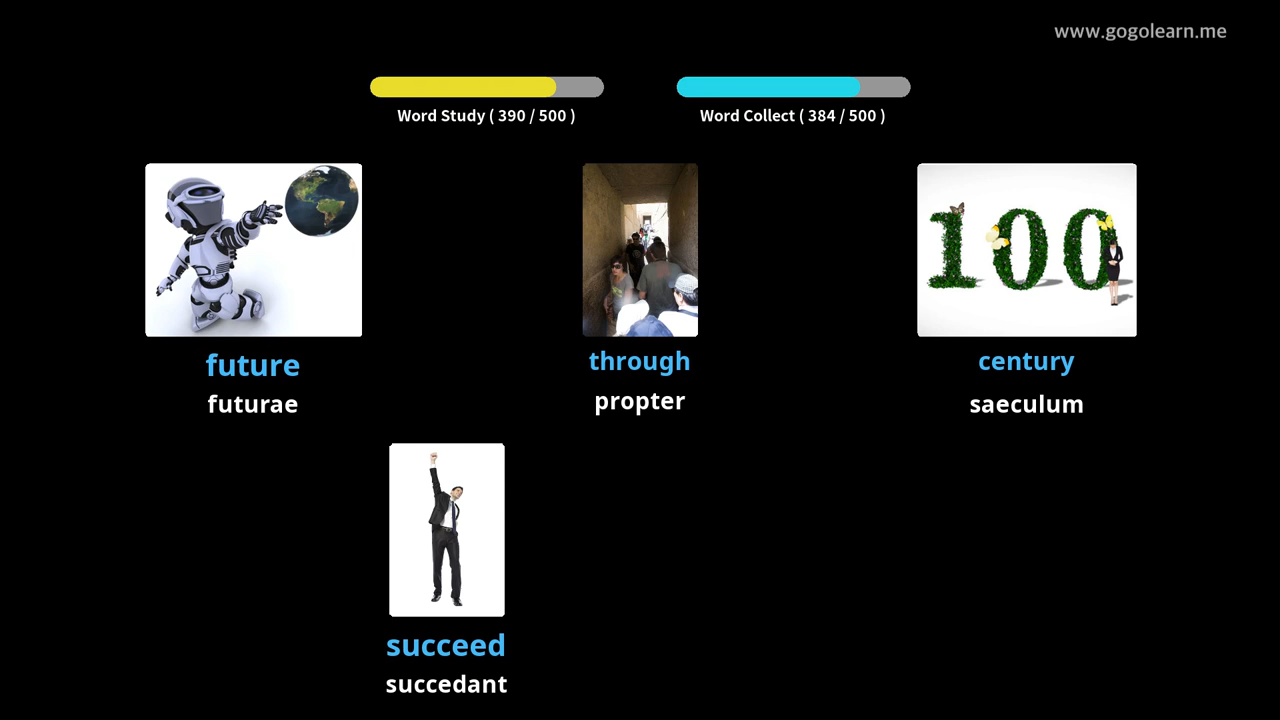 www.gogolearn.me
Word Study ( 390 / 500 )
Word Collect ( 384 / 500 )
future
futurae
through
propter
century
saeculum
succeed
succedant